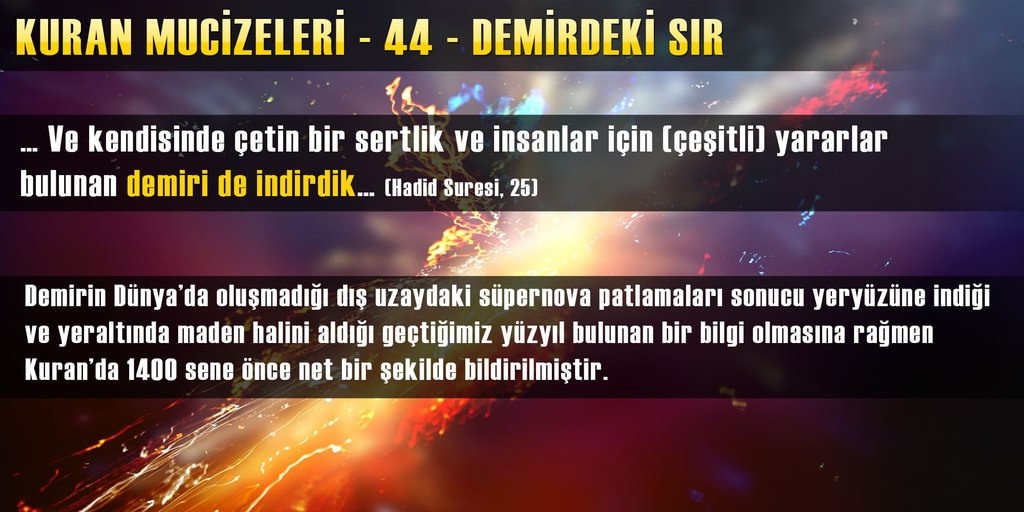 KURAN MUCİZELERİ - 44 - DEMİRDEKİ SIR
... Ve kendisinde çetin bir sertlik ve insanlar için (çeşitli) yararlar
bulunan demiri de indirdik... (Hadid Suresi, 25)
Demirin Dünya'da oluşmadığı dış uzaydaki süpernova patlamaları sonucu yeryüzüne indiği
ve yeraltında maden halini aldığı geçtiğimiz yüzyıl bulunan bir bilgi olmasına rağmen
Kuran'da 1400 sene önce net bir şekilde bildirilmiştir.